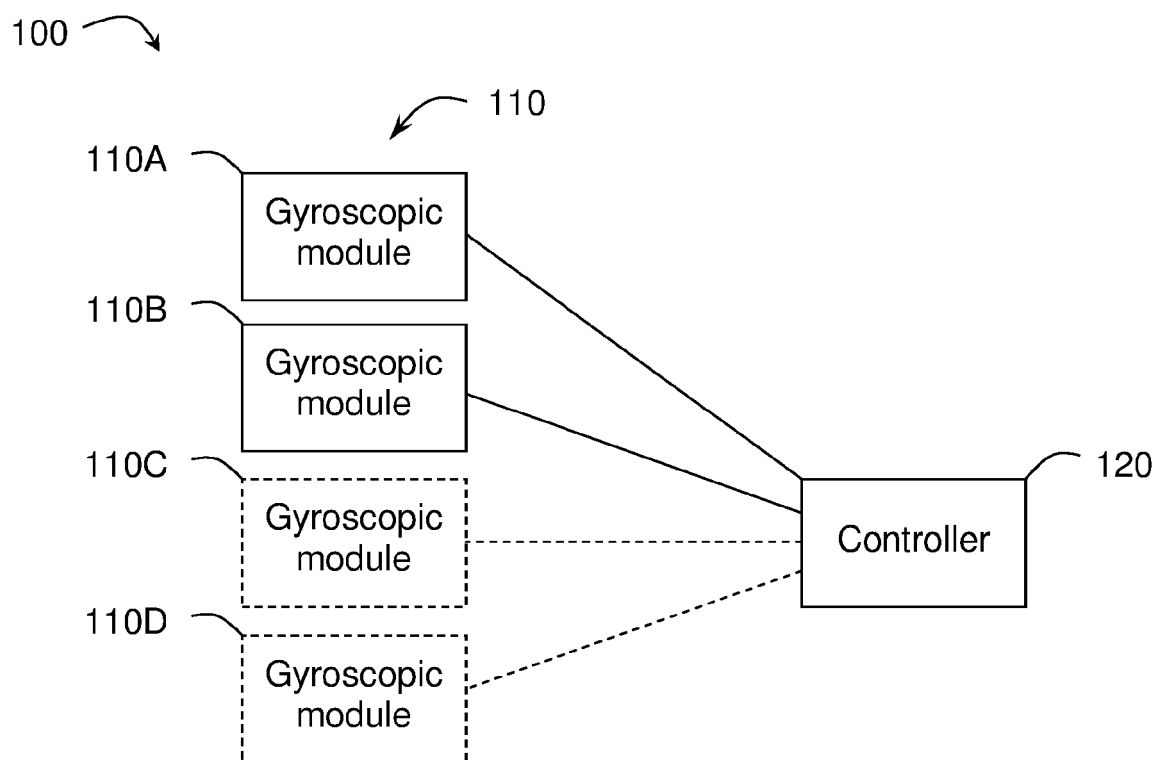 100
110
110A
Gyroscopic
module
110B
Gyroscopic
module
110C
Gyroscopic
module
120
Controller
110D
Gyroscopic
module